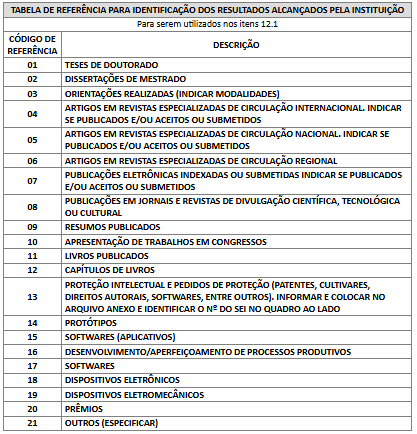 TABELA DE REFERÊNCIA PARA IDENTIFICAÇÃO DOS RESULTADOS ALCANÇADOS PELA INSTITUIÇÃO
Para serem utilizados nos itens 12.1
CÓDIGO DE
REFERÊNCIA
DESCRIÇÃO
01 TESES DE DOUTORADO
02 DISSERTAÇÕES DE MESTRADO
03 ORIENTAÇÕES REALIZADAS (INDICAR MODALIDADES)
04 ARTIGOS EM REVISTAS ESPECIALIZADAS DE CIRCULAÇÃO INTERNACIONAL. INDICAR
SE PUBLICADOS E/OU ACEITOS OU SUBMETIDOS
05 ARTIGOS EM REVISTAS ESPECIALIZADAS DE CIRCULAÇÃO NACIONAL. INDICAR SE
PUBLICADOS E/OU ACEITOS OU SUBMETIDOS
06 ARTIGOS EM REVISTAS ESPECIALIZADAS DE CIRCULAÇÃO REGIONAL
07 PUBLICAÇÕES ELETRÔNICAS INDEXADAS OU SUBMETIDAS INDICAR SE PUBLICADOS
E/OU ACEITOS OU SUBMETIDOS
08 PUBLICAÇÕES EM JORNAIS E REVISTAS DE DIVULGAÇÃO CIENTÍFICA, TECNOLÓGICA
OU CULTURAL
09 RESUMOS PUBLICADOS
10 APRESENTAÇÃO DE TRABALHOS EM CONGRESSOS
11 LIVROS PUBLICADOS
12 CAPÍTULOS DE LIVROS
13 PROTEÇÃO INTELECTUAL E PEDIDOS DE PROTEÇÃO (PATENTES, CULTIVARES,
DIREITOS AUTORAIS, SOFTWARES, ENTRE OUTROS). INFORMAR E COLOCAR NO
ARQUIVO ANEXO E IDENTIFICAR O Nº DO SEI NO QUADRO AO LADO
14 PROTÓTIPOS
15 SOFTWARES (APLICATIVOS)
16 DESENVOLVIMENTO/APERFEIÇOAMENTO DE PROCESSOS PRODUTIVOS
17 SOFTWARES
18 DISPOSITIVOS ELETRÔNICOS
19 DISPOSITIVOS ELETROMECÂNICOS
20 PRÊMIOS
21 OUTROS (ESPECIFICAR)